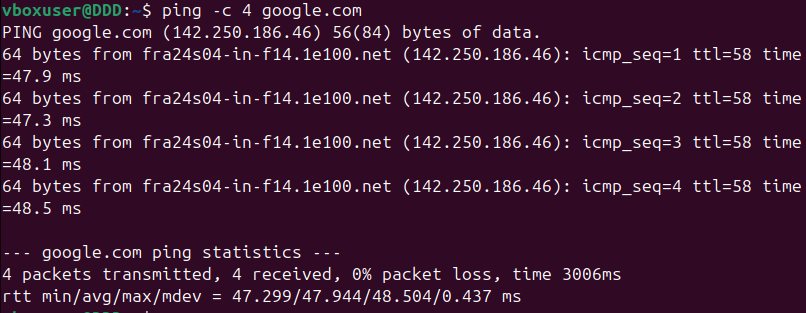 vboxuser@DDD:~$ ping -c 4 google.com
PING google.com (142.250.186.46) 56(84) bytes of data.
64 bytes from fra24s04-in-f14.1e100.net (142.250.186.46): icmp_seq=1 ttl=58 time
=47.9 ms
64 bytes from fra24s04-in-f14.1e100.net (142.250.186.46): icmp_seq=2 ttl=58 time
=47.3 ms
64 bytes from fra24s04-in-f14.1e100.net (142.250.186.46): icmp_seq=3 ttl=58 time
=48.1 ms
64 bytes from fra24s04-in-f14.1e100.net (142.250.186.46): icmp_seq=4 ttl=58 time
=48.5 ms

--- google.com ping statistics ---
4 packets transmitted, 4 received, 0% packet loss, time 3006ms
rtt min/avg/max/mdev = 47.299/47.944/48.504/0.437 ms